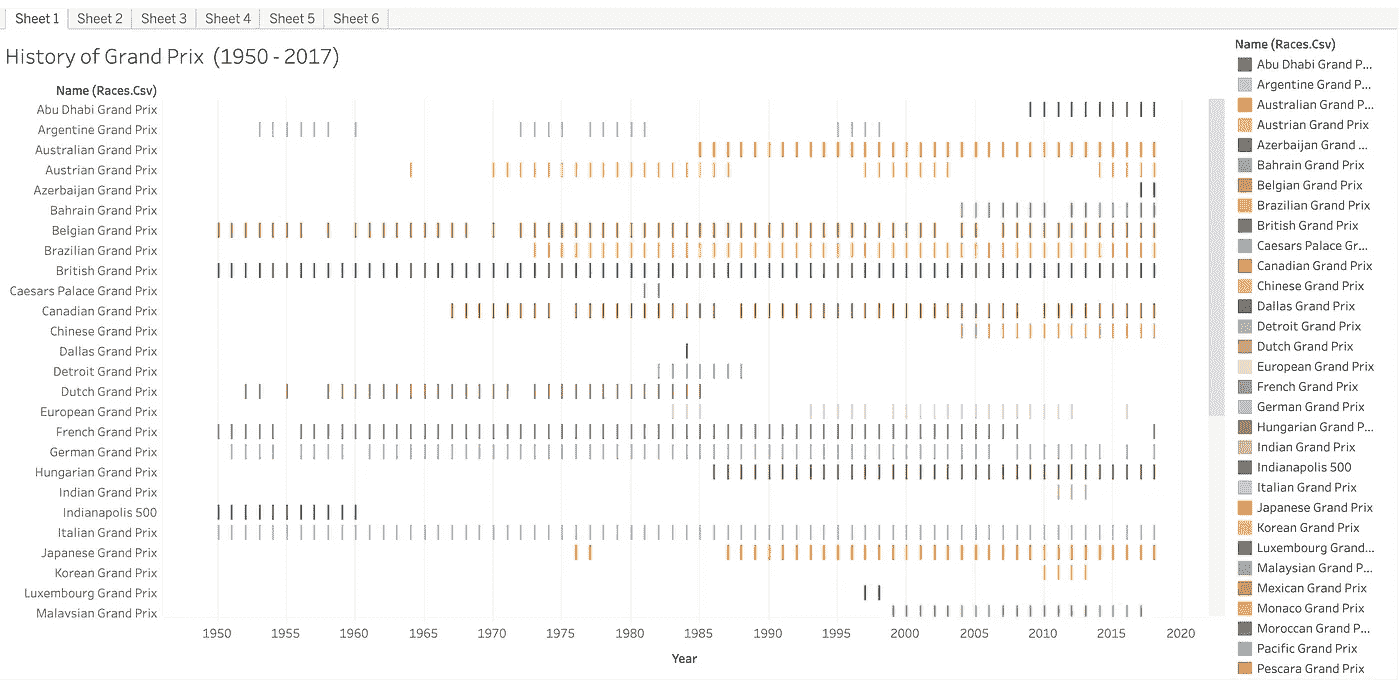 Sheet 1 Sheet 2 Sheet 3 Sheet 4 Sheet 5 Sheet 6
History of Grand Prix (1950 - 2017)
Name (Races.Csv)
Abu Dhabi Grand Prix
Argentine Grand Prix
Australian Grand Prix
Austrian Grand Prix
Azerbaijan Grand Prix
Bahrain Grand Prix
Belgian Grand Prix
Brazilian Grand Prix
British Grand Prix
Caesars Palace Grand Prix
Canadian Grand Prix
Chinese Grand Prix
Dallas Grand Prix
Detroit Grand Prix
Dutch Grand Prix
European Grand Prix
French Grand Prix
German Grand Prix
Hungarian Grand Prix
Indian Grand Prix
Indianapolis 500
Italian Grand Prix
Japanese Grand Prix
Korean Grand Prix
Luxembourg Grand Prix
Malaysian Grand Prix
1950 1955 1960 1965 1970 1975 1980 1985 1990 1995 2000 2005 2010 2015 2020
Year
Name (Races.Csv)
Abu Dhabi Grand P...
Argentine Grand P...
Australian Grand P...
Austrian Grand Prix
Azerbaijan Grand ...
Bahrain Grand Prix
Belgian Grand Prix
Brazilian Grand Prix
British Grand Prix
Caesars Palace Gr...
Canadian Grand Prix
Chinese Grand Prix
Dallas Grand Prix
Detroit Grand Prix
Dutch Grand Prix
European Grand Prix
French Grand Prix
German Grand Prix
Hungarian Grand P...
Indian Grand Prix
Indianapolis 500
Italian Grand Prix
Japanese Grand Prix
Korean Grand Prix
Luxembourg Grand...
Malaysian Grand P...
Mexican Grand Prix
Monaco Grand Prix
Moroccan Grand P...
Pacific Grand Prix
Pescara Grand Prix